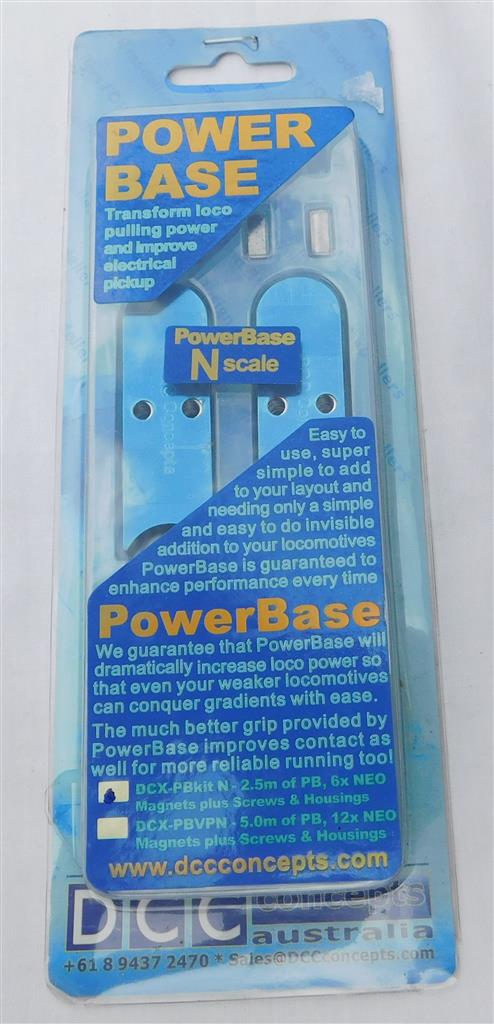 POWER
BASE
Transform loco
pulling power
and improve
electrical
pickup
PowerBase
N scale
Easy to
use, super
simple to add
to your layout and
needing only a simple
and easy to do invisible
addition to your locomotives
PowerBase is guaranteed to
enhance performance every time
PowerBase
We guarantee that PowerBase will
dramatically increase loco power so
that even your weaker locomotives
can conquer gradients with ease.
The much better grip provided by
PowerBase improves contact as
well for more reliable running too!
DCX-PBkit N - 2.5m of PB, 6x NEO
Magnets plus Screws & Housings
DCX-PBVPN - 5.0m of PB, 12x NEO
Magnets plus Screws & Housings
www.dccconcepts.com
DCC concepts
australia
+61 8 9437 2470 * Sales@DCCconcepts.com